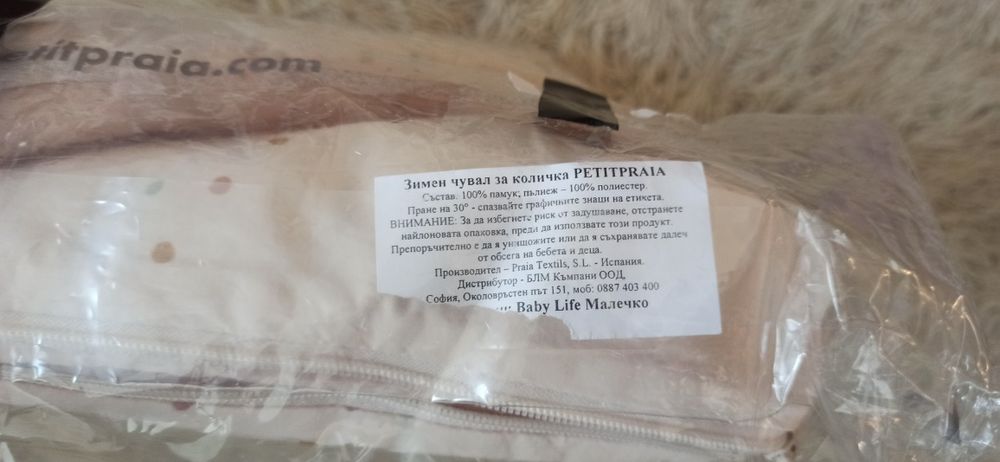 etitpraia.com
Зимен чувал за количка PETITPRAIA
Състав: 100% памук; пълнеж – 100% полиестер.
Пране на 30° - спазвайте графичните знаци на етикета.
ВНИМАНИЕ: За да избегнете риск от задушаване, отстранете
найлоновата опаковка, преди да използвате този продукт.
Препоръчително е да я унищожите или да я съхранявате далеч
от обсега на бебета и деца.
Производител – Praia Textils, S.L. - Испания.
Дистрибутор - БЛМ Къмпани ООД,
София, Околовръстен път 151, моб: 0887 403 400
Baby Life Малечко